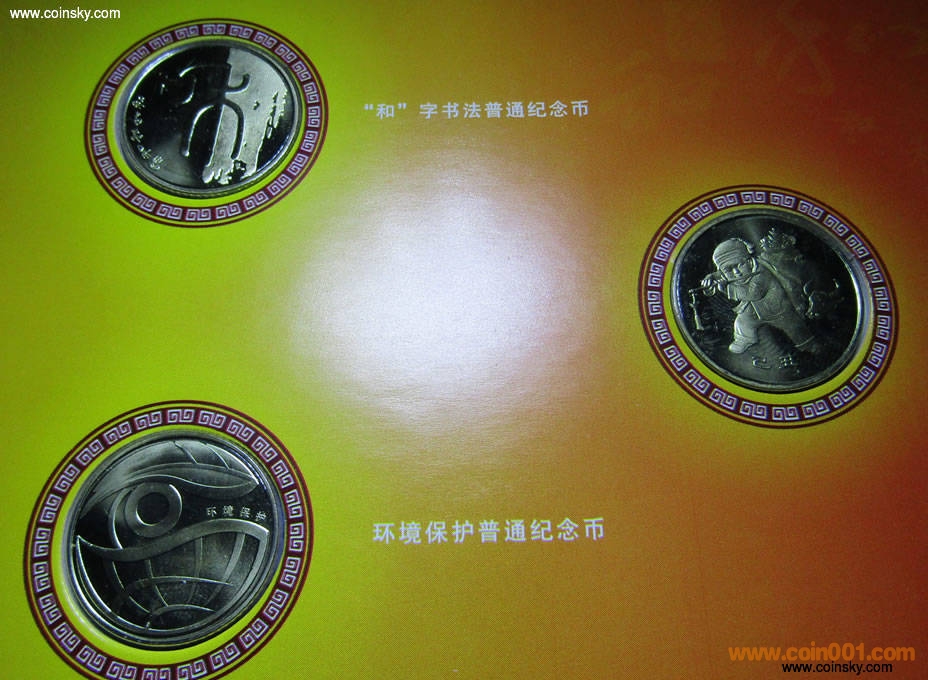 www.coinsky.com
“和”字书法普通纪念币
己丑
环境保护
环境保护普通纪念币
www.coin001.com
www.coinsky.com